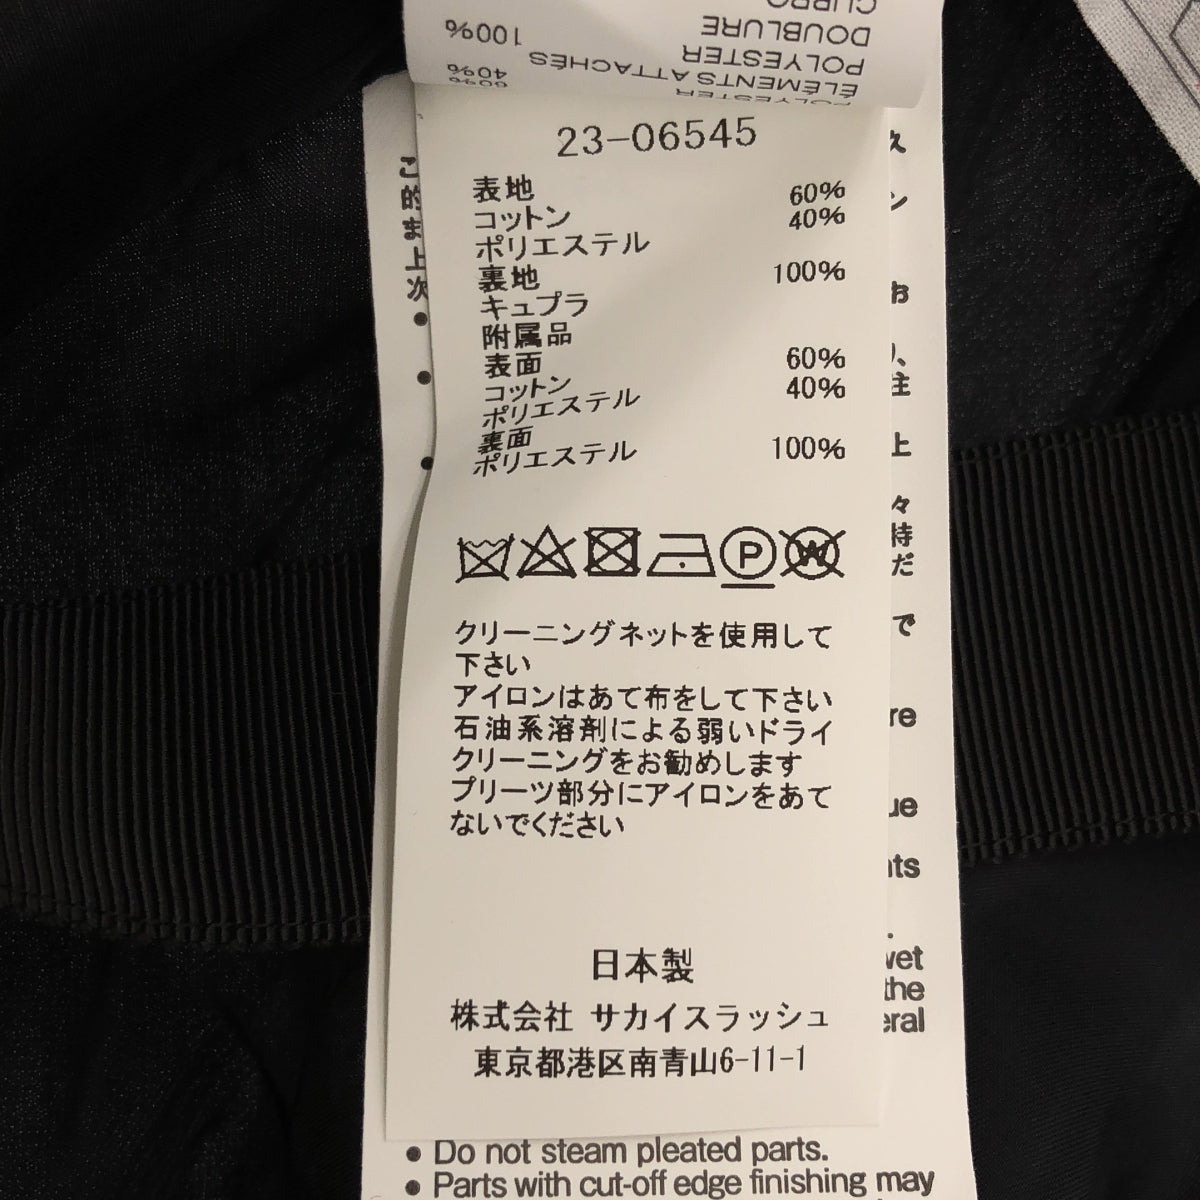 DOUBLURE
100%
POLYESTER
ÉLÉMENTS ATTACHÉS
40%
23-06545
表地
コットン 60%
ポリエステル 40%
裏地
キュプラ 100%
附属品
表面
コットン 60%
ポリエステル 40%
裏面
ポリエステル 100%
P
W
クリーニングネットを使用して
下さい
アイロンはあて布をして下さい
石油系溶剤による弱いドライ
クリーニングをお勧めします
プリーツ部分にアイロンをあて
ないでください
日本製
株式会社 サカイスラッシュ
東京都港区南青山6-11-1
the
• Do not steam pleated parts.
• Parts with cut-off edge finishing may